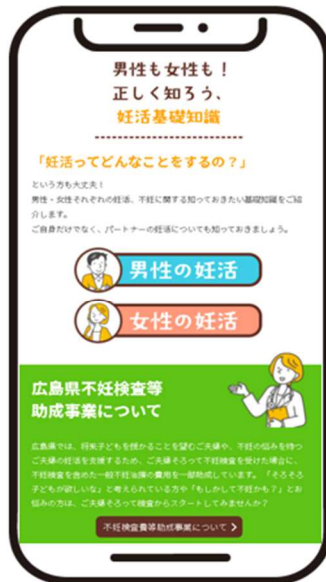 男性も女性も！
正しく知ろう、
妊活基礎知識
「妊活ってどんなことをするの？」
という方も大丈夫！
男性・女性それぞれの妊活、不妊に関する知っておきたい基礎知識をご紹
介します。
ご自身だけでなく、パートナーの妊活についても知っておきましょう。
男性の妊活
女性の妊活
広島県不妊検査等
助成事業について
広島県では、将来子どもを授かることを望むご夫婦や、不妊の悩みを持つ
ご夫婦の妊活を支援するため、ご夫婦そろって不妊検査を受けた場合に、
不妊検査を含めた一般不妊治療の費用を一部助成しています。「そろそろ
子どもが欲しいな」と考えられている方や「もしかして不妊かも？」とお
悩みの方は、ご夫婦そろって検査からスタートしてみませんか？
不妊検査費等助成事業について